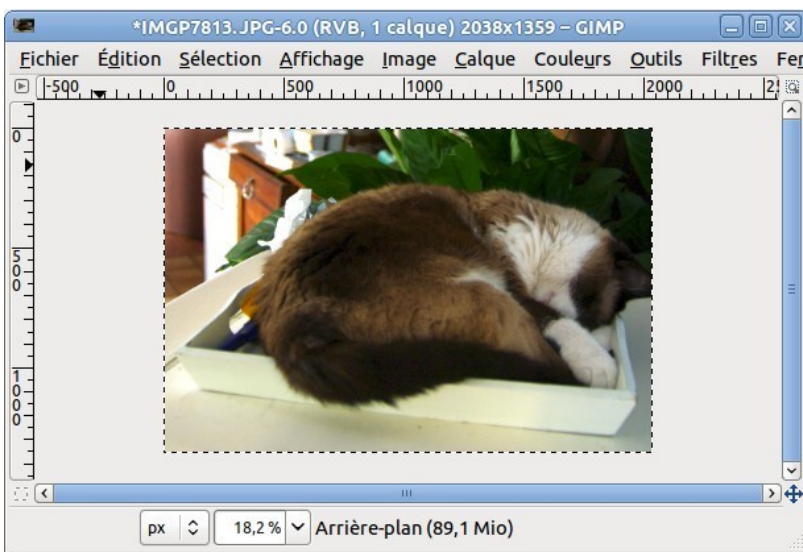 *IMGP7813.JPG-6.0 (RVB, 1 calque) 2038x1359 – GIMP
Fichier Édition Sélection Affichage Image Calque Couleurs Outils Filtres Fe
-500 0 500 1000 1500 2000
0
500
1000
px 18,2 % Arrière-plan (89,1 Mio)